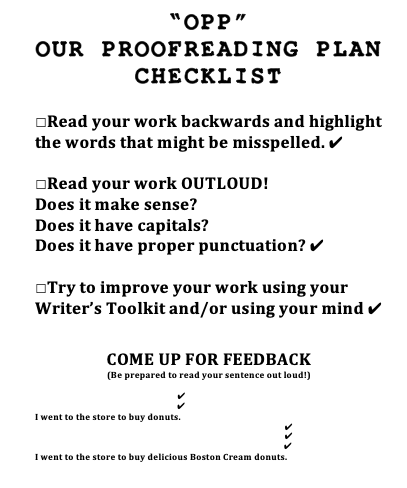 “OPP”
OUR PROOFREADING PLAN
CHECKLIST
□Read your work backwards and highlight
the words that might be misspelled. ✔
□Read your work OUTLOUD!
Does it make sense?
Does it have capitals?
Does it have proper punctuation? ✔
□Try to improve your work using your
Writer’s Toolkit and/or using your mind ✔
COME UP FOR FEEDBACK
(Be prepared to read your sentence out loud!)
✔
✔
I went to the store to buy donuts.
✔
✔
✔
I went to the store to buy delicious Boston Cream donuts.